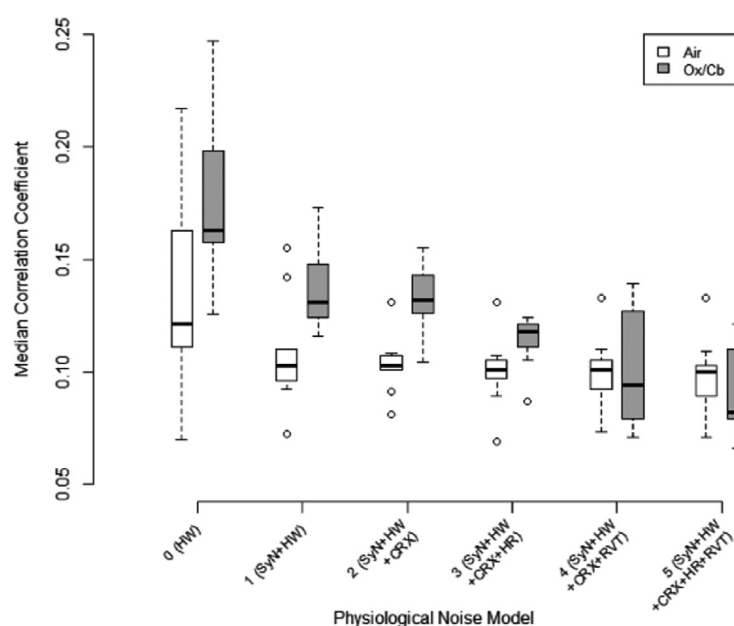 0.25
0.20
0.15
0.10
0.05
Median Correlation Coefficient
Air
Ox/Cb
0 (HW)
1 (SyN+HW)
2 (SyN+HW
+CRX)
3 (SyN+HW
+CRX+HR)
4 (SyN+HW
+CRX+RVT)
5 (SyN+HW
+CRX+HR+RVT)
Physiological Noise Model